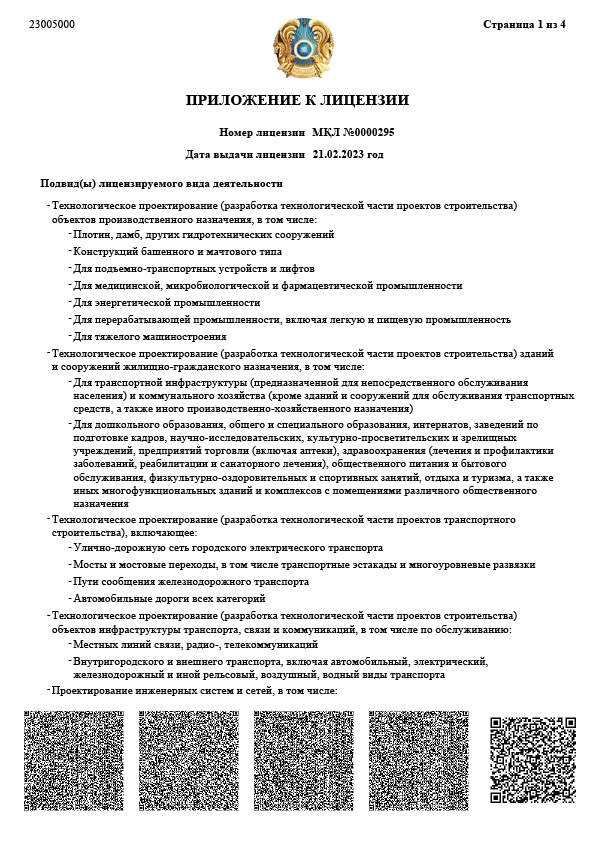 23005000
Страница 1 из 4
ПРИЛОЖЕНИЕ К ЛИЦЕНЗИИ
Номер лицензии МҚЛ №0000295
Дата выдачи лицензии 21.02.2023 год
Подвид(ы) лицензируемого вида деятельности
- Технологическое проектирование (разработка технологической части проектов строительства)
объектов производственного назначения, в том числе:
- Плотин, дамб, других гидротехнических сооружений
- Конструкций башенного и мачтового типа
- Для подъемно-транспортных устройств и лифтов
- Для медицинской, микробиологической и фармацевтической промышленности
- Для энергетической промышленности
- Для перерабатывающей промышленности, включая легкую и пищевую промышленность
- Для тяжелого машиностроения
- Технологическое проектирование (разработка технологической части проектов строительства) зданий
и сооружений жилищно-гражданского назначения, в том числе:
- Для транспортной инфраструктуры (предназначенной для непосредственного обслуживания
населения) и коммунального хозяйства (кроме зданий и сооружений для обслуживания транспортных
средств, а также иного производственно-хозяйственного назначения)
- Для дошкольного образования, общего и специального образования, интернатов, заведений по
подготовке кадров, научно-исследовательских, культурно-просветительских и зрелищных
учреждений, предприятий торговли (включая аптеки), здравоохранения (лечения и профилактики
заболеваний, реабилитации и санаторного лечения), общественного питания и бытового
обслуживания, физкультурно-оздоровительных и спортивных занятий, отдыха и туризма, а также
иных многофункциональных зданий и комплексов с помещениями различного общественного
назначения
- Технологическое проектирование (разработка технологической части проектов транспортного
строительства), включающее:
- Улично-дорожную сеть городского электрического транспорта
- Мосты и мостовые переходы, в том числе транспортные эстакады и многоуровневые развязки
- Пути сообщения железнодорожного транспорта
- Автомобильные дороги всех категорий
- Технологическое проектирование (разработка технологической части проектов строительства)
объектов инфраструктуры транспорта, связи и коммуникаций, в том числе по обслуживанию:
- Местных линий связи, радио-, телекоммуникаций
- Внутригородского и внешнего транспорта, включая автомобильный, электрический,
железнодорожный и иной рельсовый, воздушный, водный виды транспорта
- Проектирование инженерных систем и сетей, в том числе: